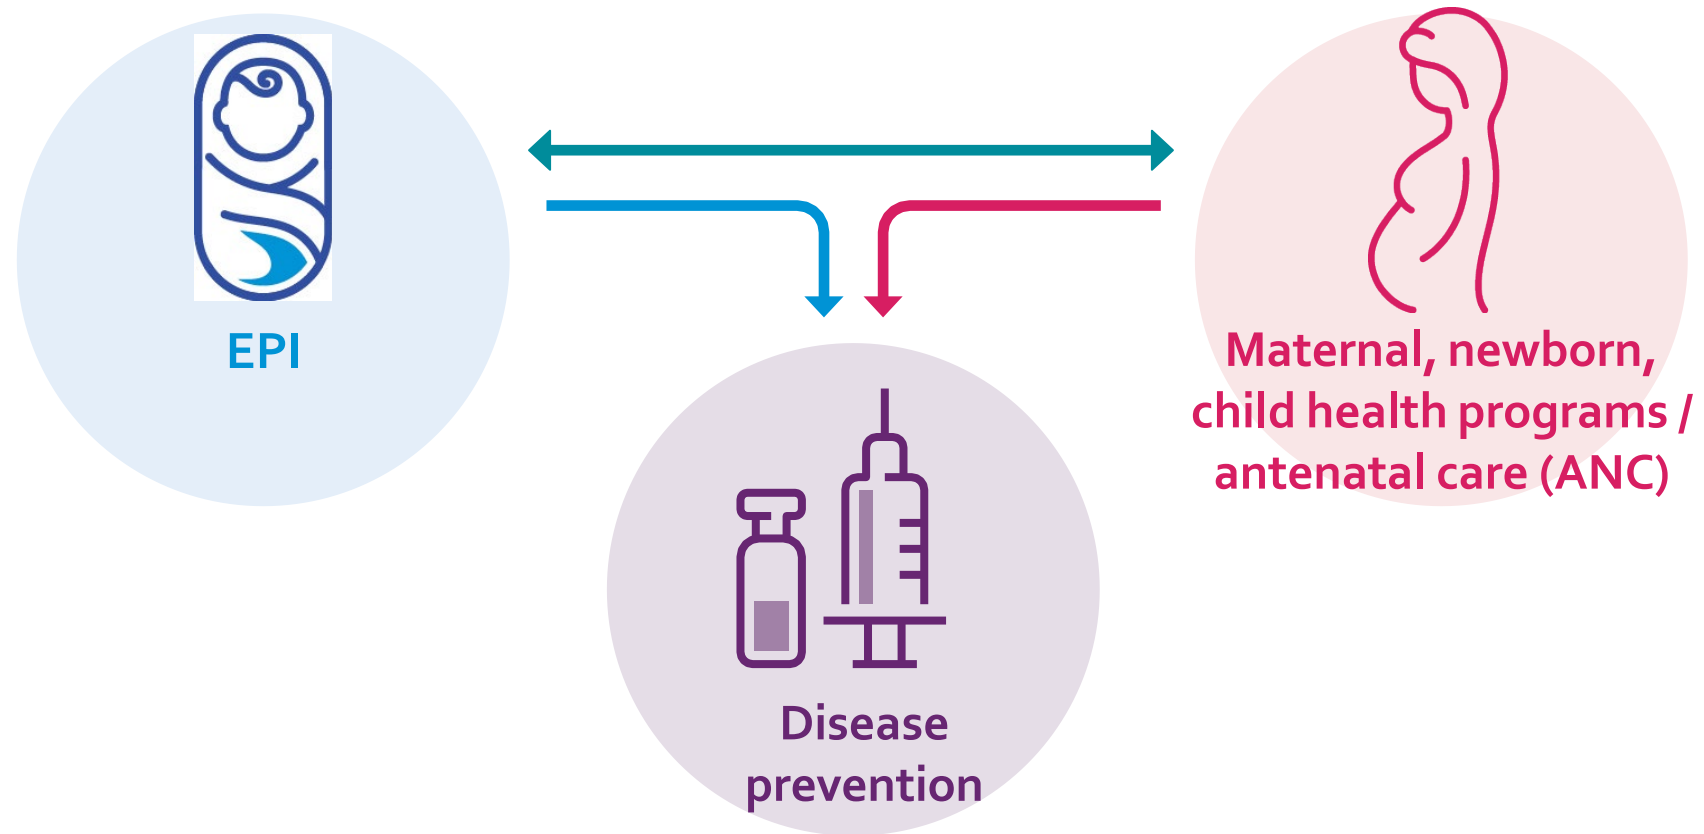 EPI
Maternal, newborn,
child health programs /
antenatal care (ANC)
Disease
prevention